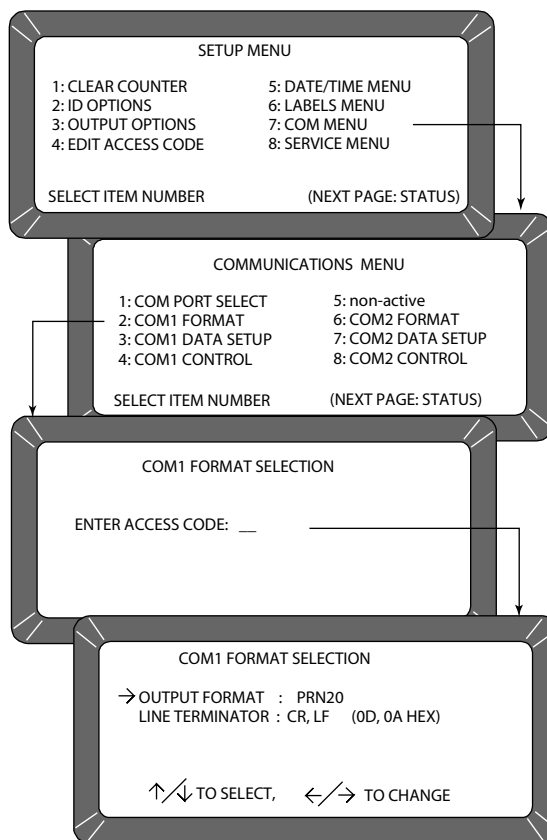 SETUP MENU
1: CLEAR COUNTER 5: DATE/TIME MENU
2: ID OPTIONS 6: LABELS MENU
3: OUTPUT OPTIONS 7: COM MENU
4: EDIT ACCESS CODE 8: SERVICE MENU
SELECT ITEM NUMBER (NEXT PAGE: STATUS)
COMMUNICATIONS MENU
1: COM PORT SELECT 5: non-active
2: COM1 FORMAT 6: COM2 FORMAT
3: COM1 DATA SETUP 7: COM2 DATA SETUP
4: COM1 CONTROL 8: COM2 CONTROL
SELECT ITEM NUMBER (NEXT PAGE: STATUS)
COM1 FORMAT SELECTION
ENTER ACCESS CODE: __
COM1 FORMAT SELECTION
→ OUTPUT FORMAT : PRN20
LINE TERMINATOR : CR, LF (0D, 0A HEX)
↑/↓ TO SELECT, ←/→ TO CHANGE